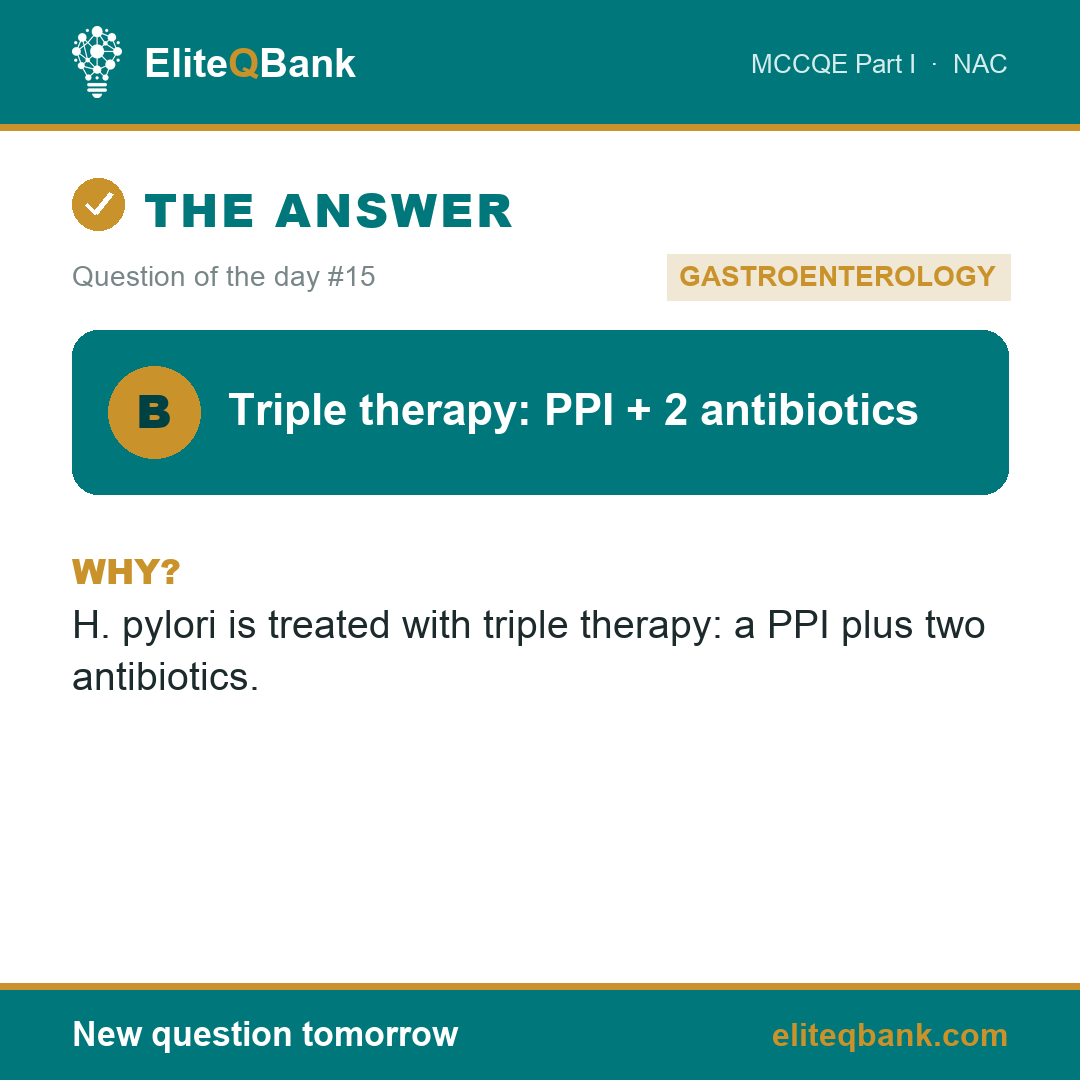 EliteQBank
MCCQE Part I · NAC
THE ANSWER
Question of the day #15
GASTROENTEROLOGY
B
Triple therapy: PPI + 2 antibiotics
WHY?
H. pylori is treated with triple therapy: a PPI plus two
antibiotics.
New question tomorrow
eliteqbank.com